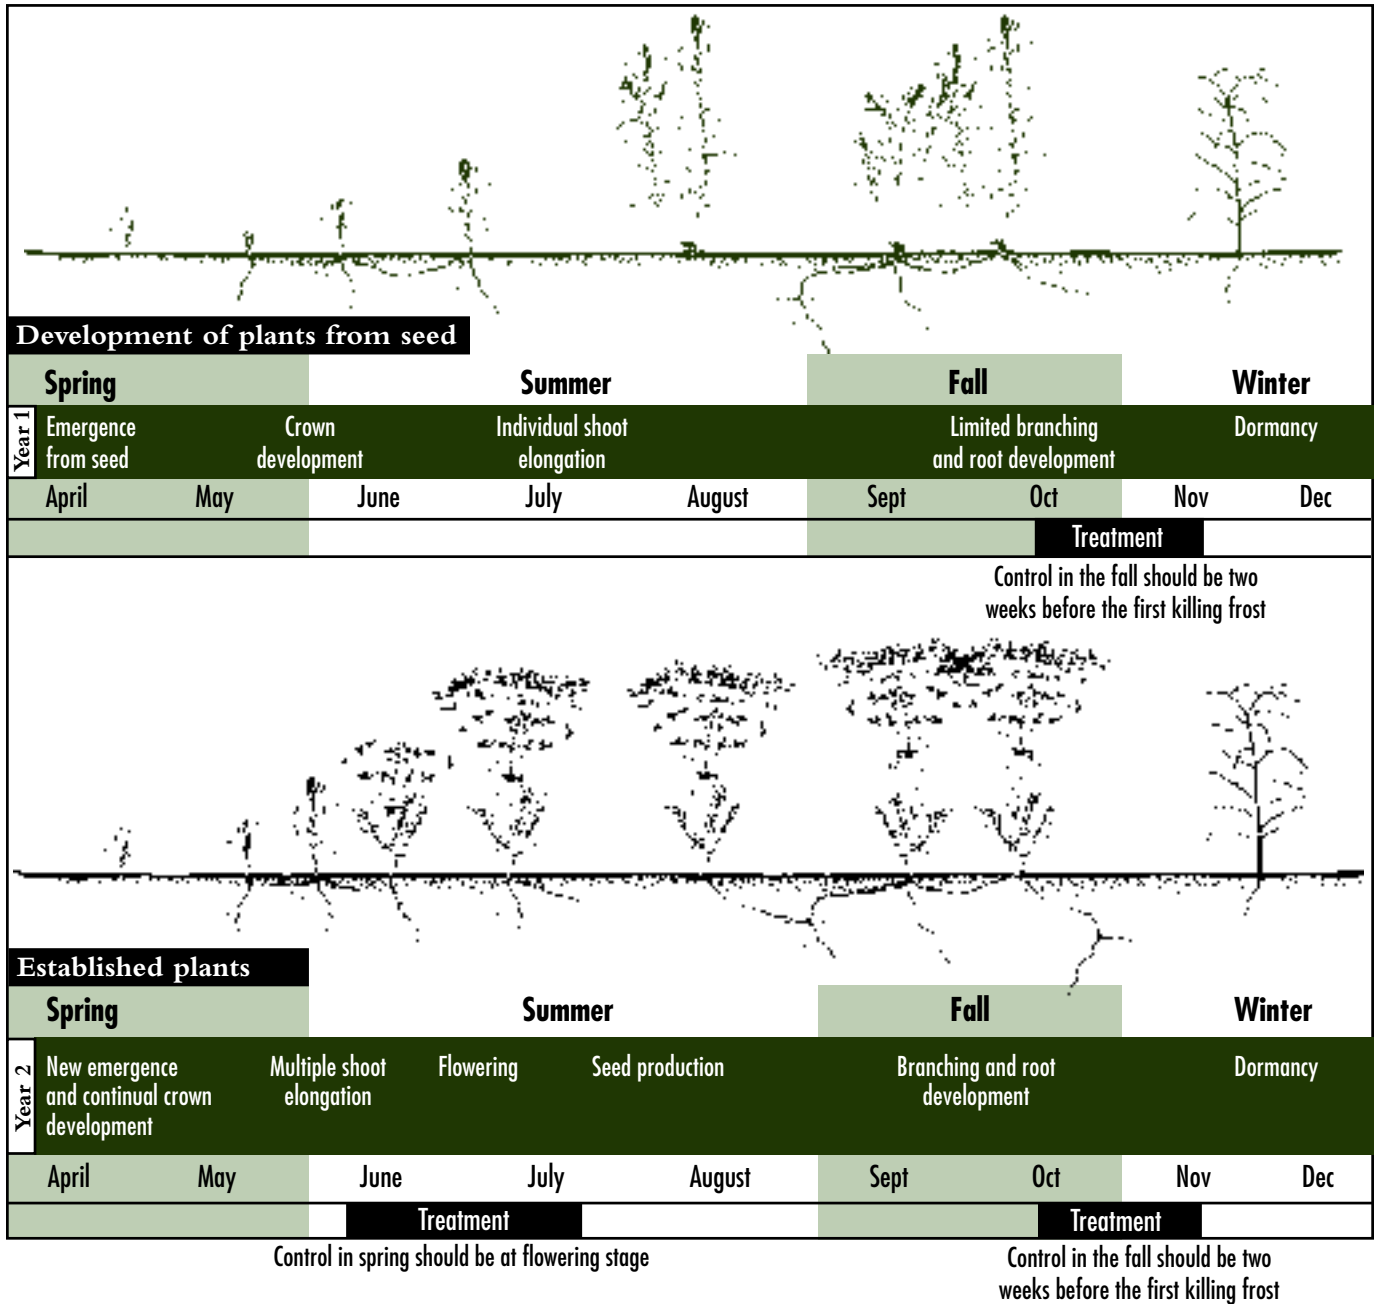 Development of plants from seed
Spring Summer Fall Winter
Year 1
Emergence
from seed
Crown
development
Individual shoot
elongation
Limited branching
and root development
Dormancy
April May June July August Sept Oct Nov Dec
Treatment
Control in the fall should be two
weeks before the first killing frost
Established plants
Spring Summer Fall Winter
Year 2
New emergence
and continual crown
development
Multiple shoot
elongation
Flowering
Seed production
Branching and root
development
Dormancy
April May June July August Sept Oct Nov Dec
Treatment
Control in spring should be at flowering stage
Treatment
Control in the fall should be two
weeks before the first killing frost